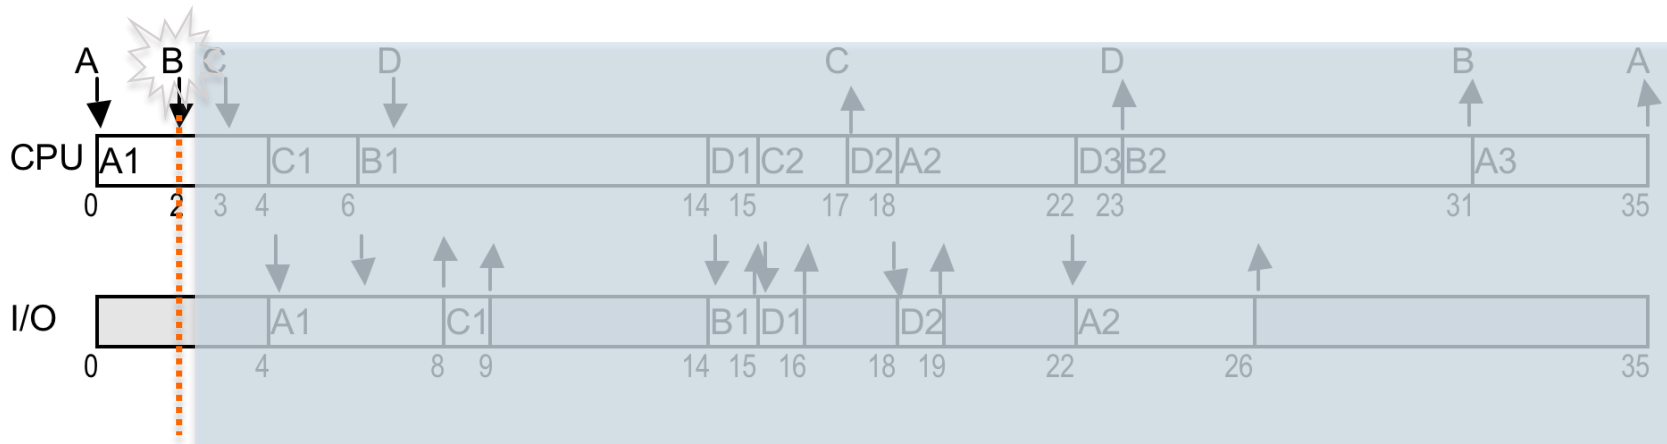 A B C D C D B A
CPU A1 C1 B1 D1 C2 D2 A2 D3 B2 A3
0 2 3 4 6 14 15 17 18 22 23 31 35
I/O A1 C1 B1 D1 D2 A2
0 4 8 9 14 15 16 18 19 22 26 35